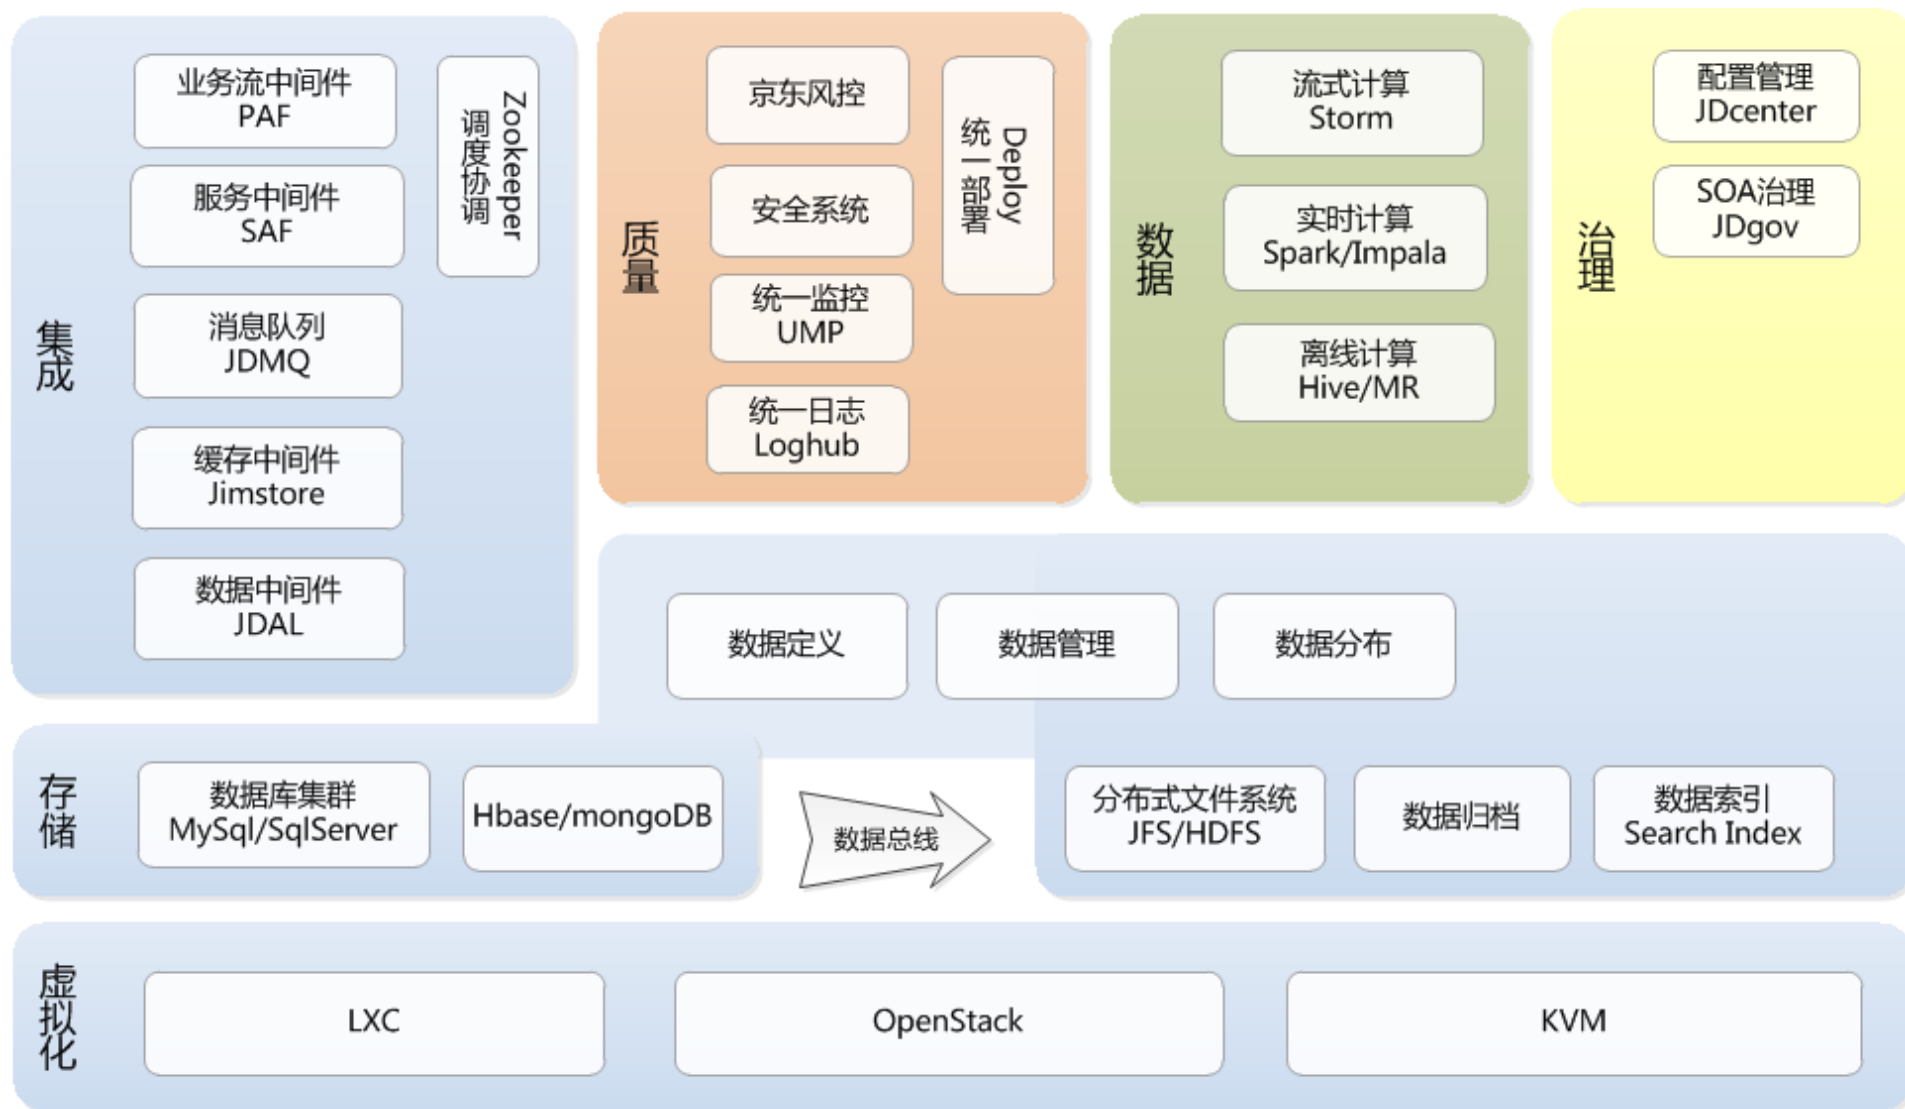 集成
业务流中间件
PAF
服务中间件
SAF
消息队列
JDMQ
缓存中间件
Jimstore
数据中间件
JDAL
Zookeeper
调度协调
质量
京东风控
安全系统
统一监控
UMP
统一日志
Loghub
Deploy
统一部署
数据
流式计算
Storm
实时计算
Spark/Impala
离线计算
Hive/MR
治理
配置管理
JDcenter
SOA治理
JDgov
数据定义
数据管理
数据分布
存储
数据库集群
MySql/SqlServer
Hbase/mongoDB
数据总线
分布式文件系统
JFS/HDFS
数据归档
数据索引
Search Index
虚拟化
LXC
OpenStack
KVM